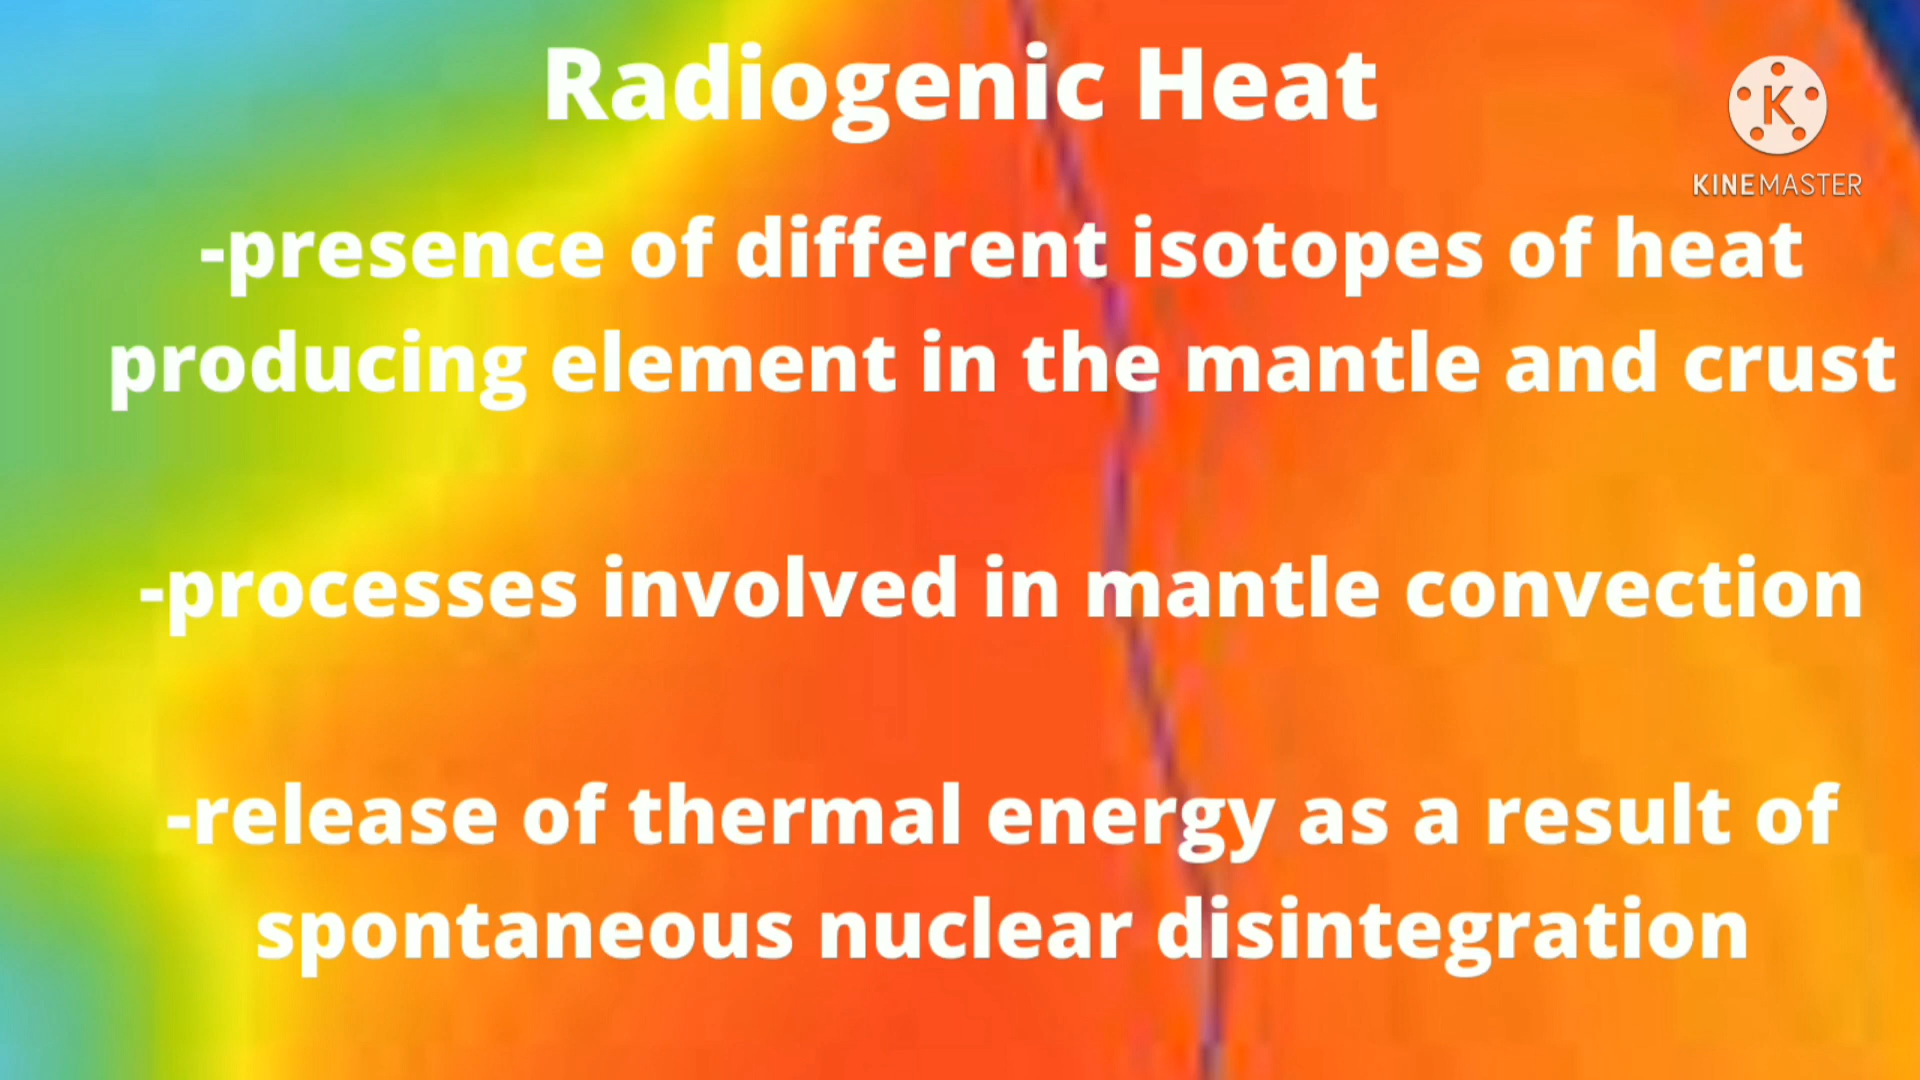 Radiogenic Heat
K
KINEMASTER
-presence of different isotopes of heat
producing element in the mantle and crust
-processes involved in mantle convection
-release of thermal energy as a result of
spontaneous nuclear disintegration